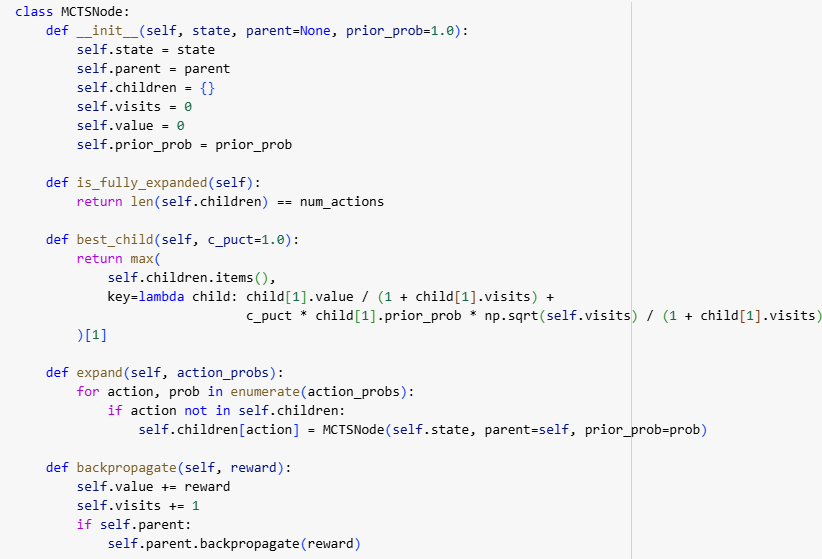 class MCTSNode:
    def __init__(self, state, parent=None, prior_prob=1.0):
        self.state = state
        self.parent = parent
        self.children = {}
        self.visits = 0
        self.value = 0
        self.prior_prob = prior_prob

    def is_fully_expanded(self):
        return len(self.children) == num_actions

    def best_child(self, c_puct=1.0):
        return max(
            self.children.items(),
            key=lambda child: child[1].value / (1 + child[1].visits) +
                              c_puct * child[1].prior_prob * np.sqrt(self.visits) / (1 + child[1].visits)
        )[1]

    def expand(self, action_probs):
        for action, prob in enumerate(action_probs):
            if action not in self.children:
                self.children[action] = MCTSNode(self.state, parent=self, prior_prob=prob)

    def backpropagate(self, reward):
        self.value += reward
        self.visits += 1
        if self.parent:
            self.parent.backpropagate(reward)